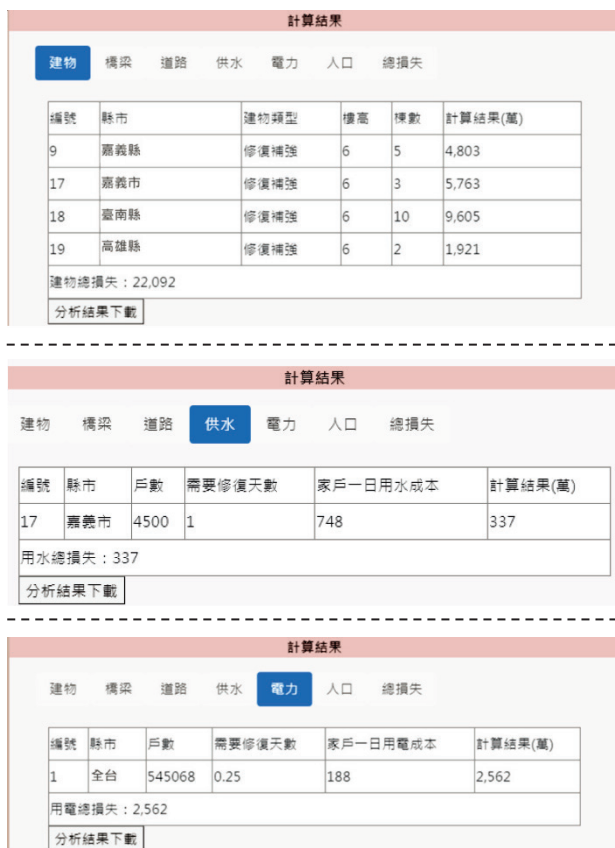 計算結果
建物 橋梁 道路 供水 電力 人口 總損失
編號 縣市 建物類型 樓高 棟數 計算結果(萬)
9 嘉義縣 修復補強 6 5 4,803
17 嘉義市 修復補強 6 3 5,763
18 臺南縣 修復補強 6 10 9,605
19 高雄縣 修復補強 6 2 1,921
建物總損失：22,092
分析結果下載
計算結果
建物 橋梁 道路 供水 電力 人口 總損失
編號 縣市 戶數 需要修復天數 家戶一日用水成本 計算結果(萬)
17 嘉義市 4500 1 748 337
用水總損失：337
分析結果下載
計算結果
建物 橋梁 道路 供水 電力 人口 總損失
編號 縣市 戶數 需要修復天數 家戶一日用電成本 計算結果(萬)
1 全台 545068 0.25 188 2,562
用電總損失：2,562
分析結果下載